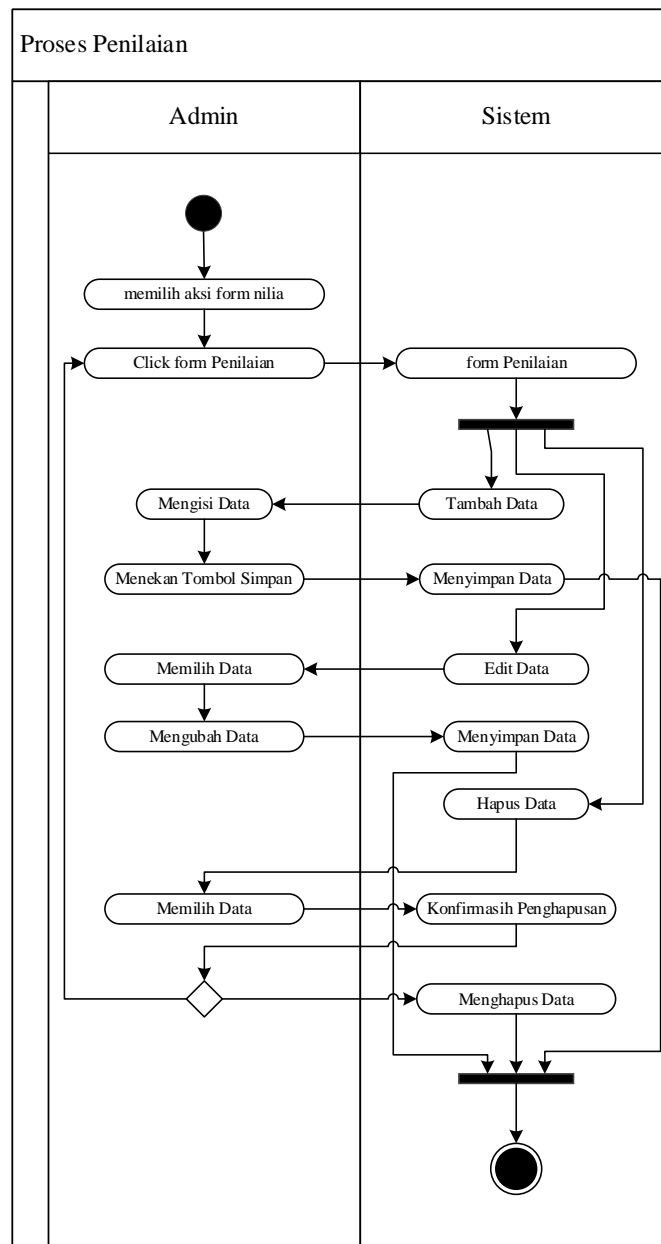 Proses Penilaian
Admin
Sistem
memilih aksi form nilia
Click form Penilaian
form Penilaian
Mengisi Data
Tambah Data
Menekan Tombol Simpan
Menyimpan Data
Memilih Data
Edit Data
Mengubah Data
Menyimpan Data
Hapus Data
Memilih Data
Konfirmasih Penghapusan
Menghapus Data